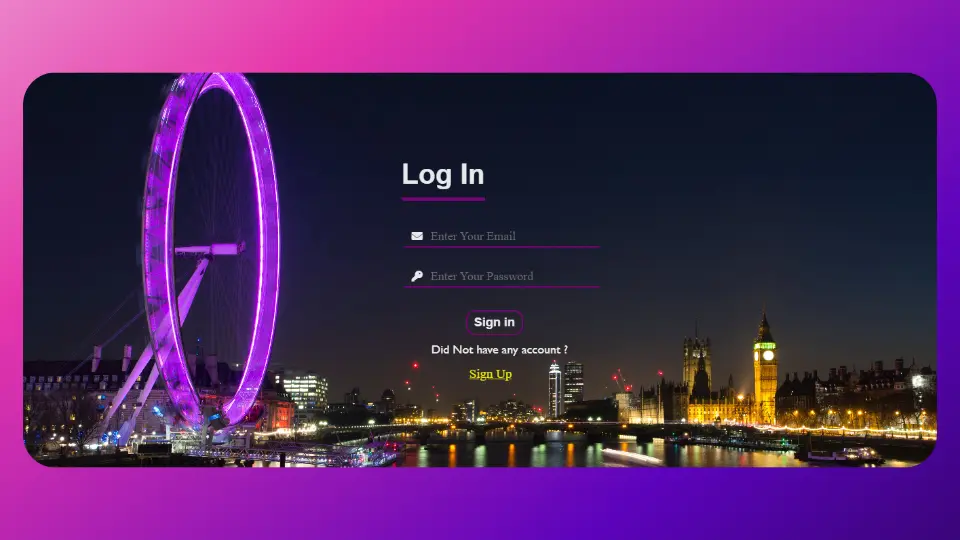 Log In
Enter Your Email
Enter Your Password
Sign in
Did Not have any account ?
Sign Up